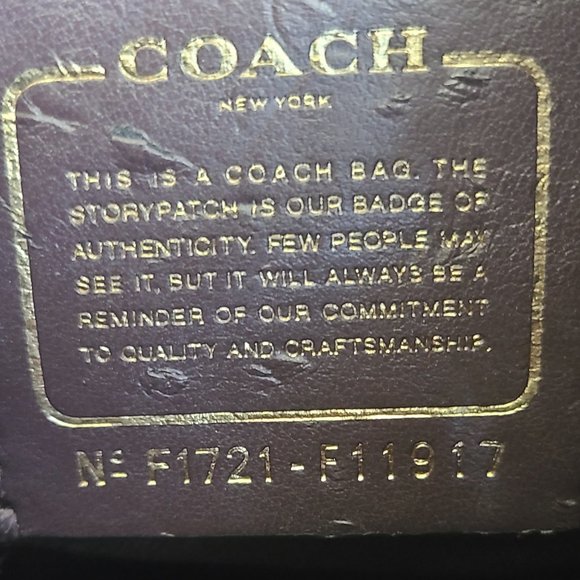 COACH
NEW YORK
THIS IS A COACH BAG. THE
STORYPATCH IS OUR BADGE OF
AUTHENTICITY. FEW PEOPLE MAY
SEE IT, BUT IT WILL ALWAYS BE A
REMINDER OF OUR COMMITMENT
TO QUALITY AND CRAFTSMANSHIP.
Nº F1721-F11917